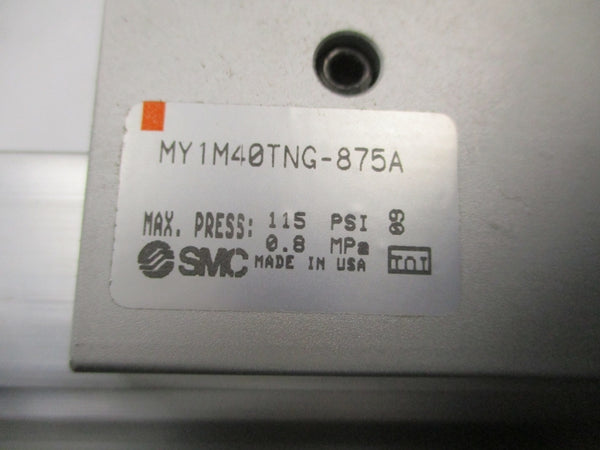 MY1M40TNG-875A
MAX. PRESS: 115 PSI
0.8 MPa
SMC MADE IN USA